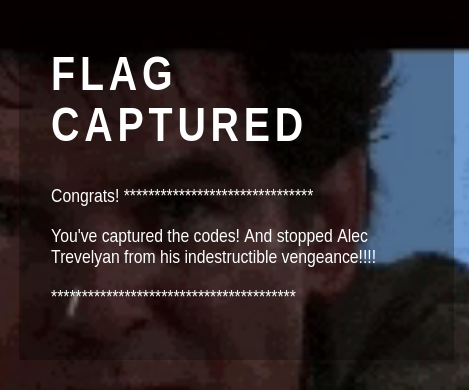 FLAG
CAPTURED
Congrats! *******************************
You've captured the codes! And stopped Alec
Trevelyan from his indestructible vengeance!!!!
****************************************